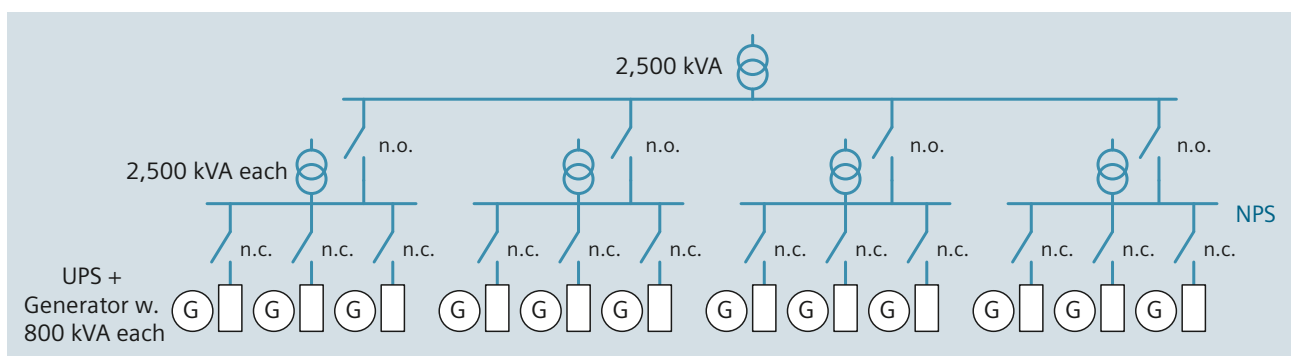 2,500 kVA
n.o. n.o. n.o. n.o.
2,500 kVA each
NPS
n.c. n.c. n.c. n.c. n.c. n.c. n.c. n.c. n.c. n.c. n.c. n.c.
UPS +
Generator w.
800 kVA each
G G G G G G G G G G G G